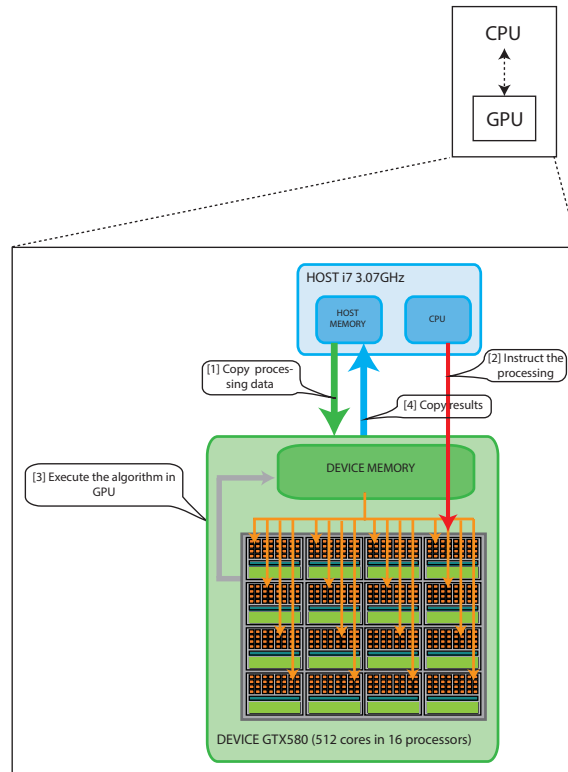 CPU
GPU
HOST i7 3.07GHz
HOST
MEMORY
CPU
[1] Copy proces-
sing data
[2] Instruct the
processing
[4] Copy results
[3] Execute the algorithm in
GPU
DEVICE MEMORY
DEVICE GTX580 (512 cores in 16 processors)